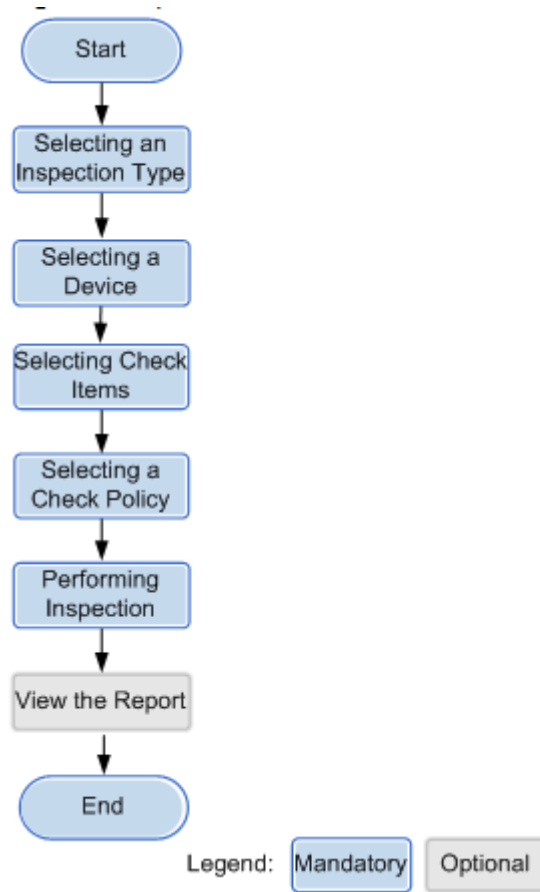 Start
Selecting an
Inspection Type
Selecting a
Device
Selecting Check
Items
Selecting a
Check Policy
Performing
Inspection
View the Report
End
Legend: Mandatory Optional